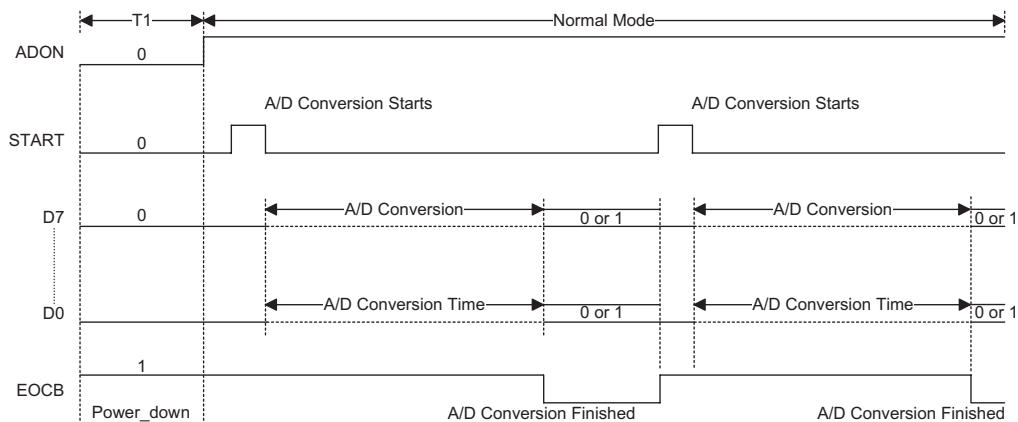 T1 Normal Mode
ADON 0
A/D Conversion Starts A/D Conversion Starts
START 0
D7 0 A/D Conversion 0 or 1 A/D Conversion 0 or 1
D0 A/D Conversion Time 0 or 1 A/D Conversion Time 0 or 1
EOCB 1
Power_down A/D Conversion Finished A/D Conversion Finished